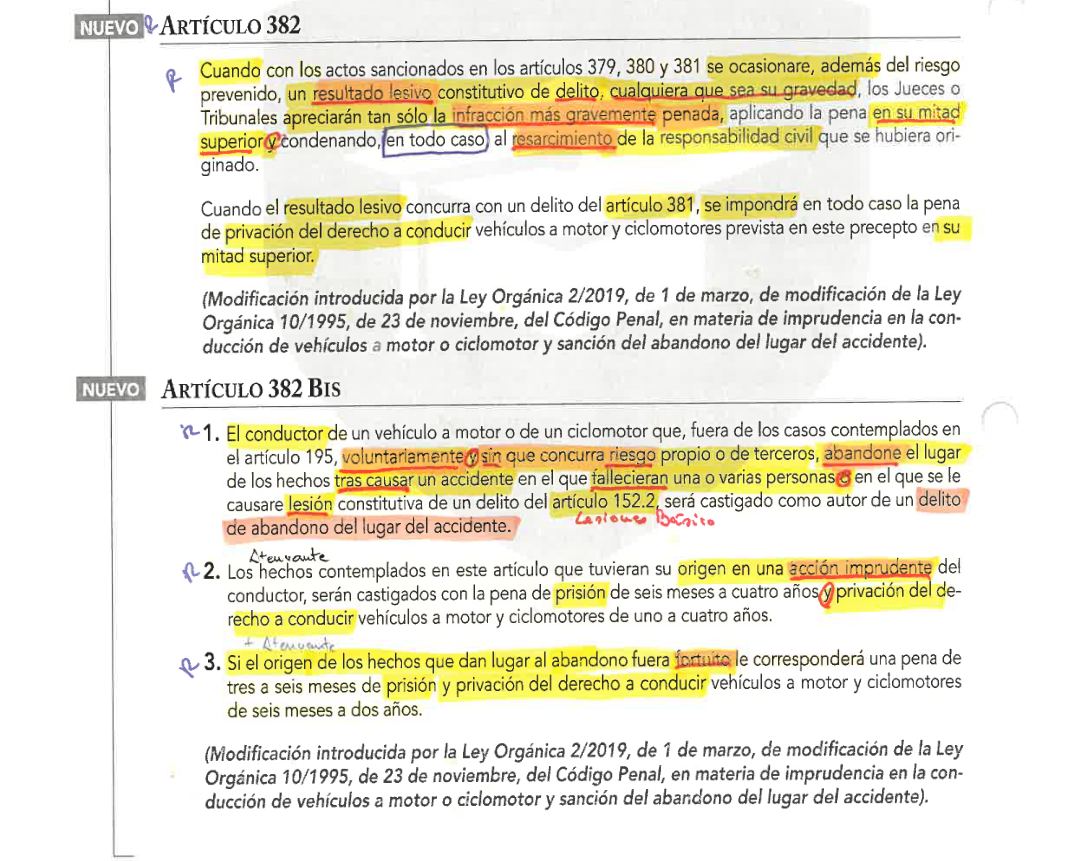 NUEVO ARTÍCULO 382
Cuando con los actos sancionados en los artículos 379, 380 y 381 se ocasionare, además del riesgo
prevenido, un resultado lesivo constitutivo de delito, cualquiera que sea su gravedad, los Jueces o
Tribunales apreciarán tan sólo la infracción más gravemente penada, aplicando la pena en su mitad
superior y condenando, en todo caso, al resarcimiento de la responsabilidad civil que se hubiera ori-
ginado.
Cuando el resultado lesivo concurra con un delito del artículo 381, se impondrá en todo caso la pena
de privación del derecho a conducir vehículos a motor y ciclomotores prevista en este precepto en su
mitad superior.
(Modificación introducida por la Ley Orgánica 2/2019, de 1 de marzo, de modificación de la Ley
Orgánica 10/1995, de 23 de noviembre, del Código Penal, en materia de imprudencia en la con-
ducción de vehículos a motor o ciclomotor y sanción del abandono del lugar del accidente).
NUEVO ARTÍCULO 382 BIS
1. El conductor de un vehículo a motor o de un ciclomotor que, fuera de los casos contemplados en
el artículo 195, voluntariamente y sin que concurra riesgo propio o de terceros, abandone el lugar
de los hechos tras causar un accidente en el que fallecieran una o varias personas o en el que se le
causare lesión constitutiva de un delito del artículo 152.2, será castigado como autor de un delito
Lesiones Básico
de abandono del lugar del accidente.
Atenuante
2. Los hechos contemplados en este artículo que tuvieran su origen en una acción imprudente del
conductor, serán castigados con la pena de prisión de seis meses a cuatro años y privación del de-
recho a conducir vehículos a motor y ciclomotores de uno a cuatro años.
+ Atenuante
3. Si el origen de los hechos que dan lugar al abandono fuera fortuito le corresponderá una pena de
tres a seis meses de prisión y privación del derecho a conducir vehículos a motor y ciclomotores
de seis meses a dos años.
(Modificación introducida por la Ley Orgánica 2/2019, de 1 de marzo, de modificación de la Ley
Orgánica 10/1995, de 23 de noviembre, del Código Penal, en materia de imprudencia en la con-
ducción de vehículos a motor o ciclomotor y sanción del abandono del lugar del accidente).